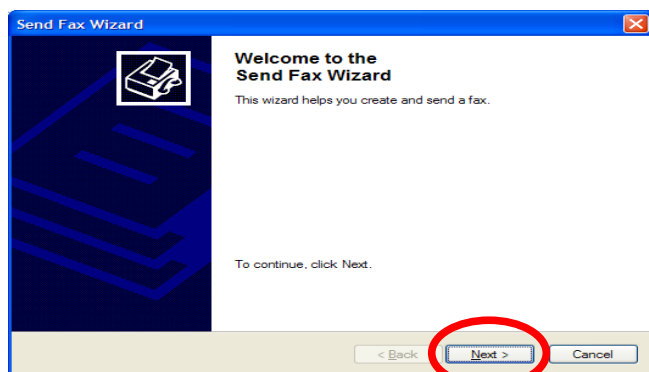 Send Fax Wizard
Welcome to the
Send Fax Wizard
This wizard helps you create and send a fax.
To continue, click Next.
< Back
Next >
Cancel